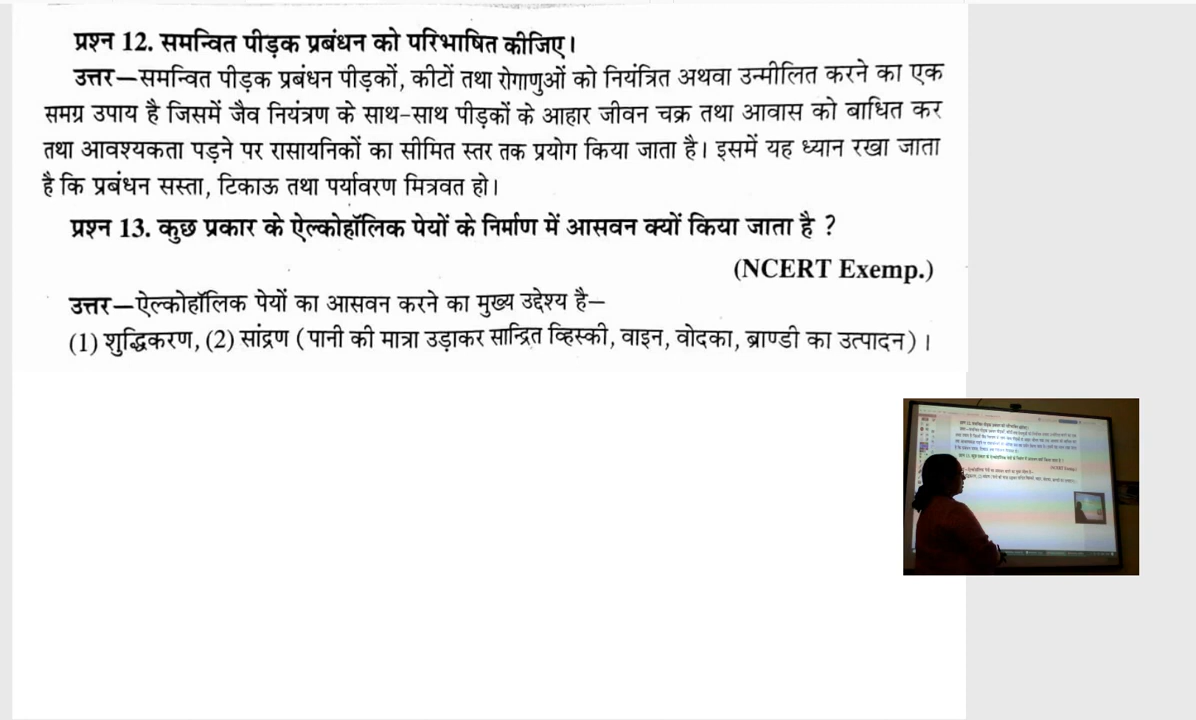 प्रश्न 12. समन्वित पीड़क प्रबंधन को परिभाषित कीजिए।
उत्तर—समन्वित पीड़क प्रबंधन पीड़कों, कीटों तथा रोगाणुओं को नियंत्रित अथवा उन्मीलित करने का एक
समग्र उपाय है जिसमें जैव नियंत्रण के साथ-साथ पीड़कों के आहार जीवन चक्र तथा आवास को बाधित कर
तथा आवश्यकता पड़ने पर रासायनिकों का सीमित स्तर तक प्रयोग किया जाता है। इसमें यह ध्यान रखा जाता
है कि प्रबंधन सस्ता, टिकाऊ तथा पर्यावरण मित्रवत हो।
प्रश्न 13. कुछ प्रकार के ऐल्कोहॉलिक पेयों के निर्माण में आसवन क्यों किया जाता है ?
(NCERT Exemp.)
उत्तर—ऐल्कोहॉलिक पेयों का आसवन करने का मुख्य उद्देश्य है—
(1) शुद्धिकरण, (2) सांद्रण (पानी की मात्रा उड़ाकर सान्द्रित व्हिस्की, वाइन, वोदका, ब्राण्डी का उत्पादन)।